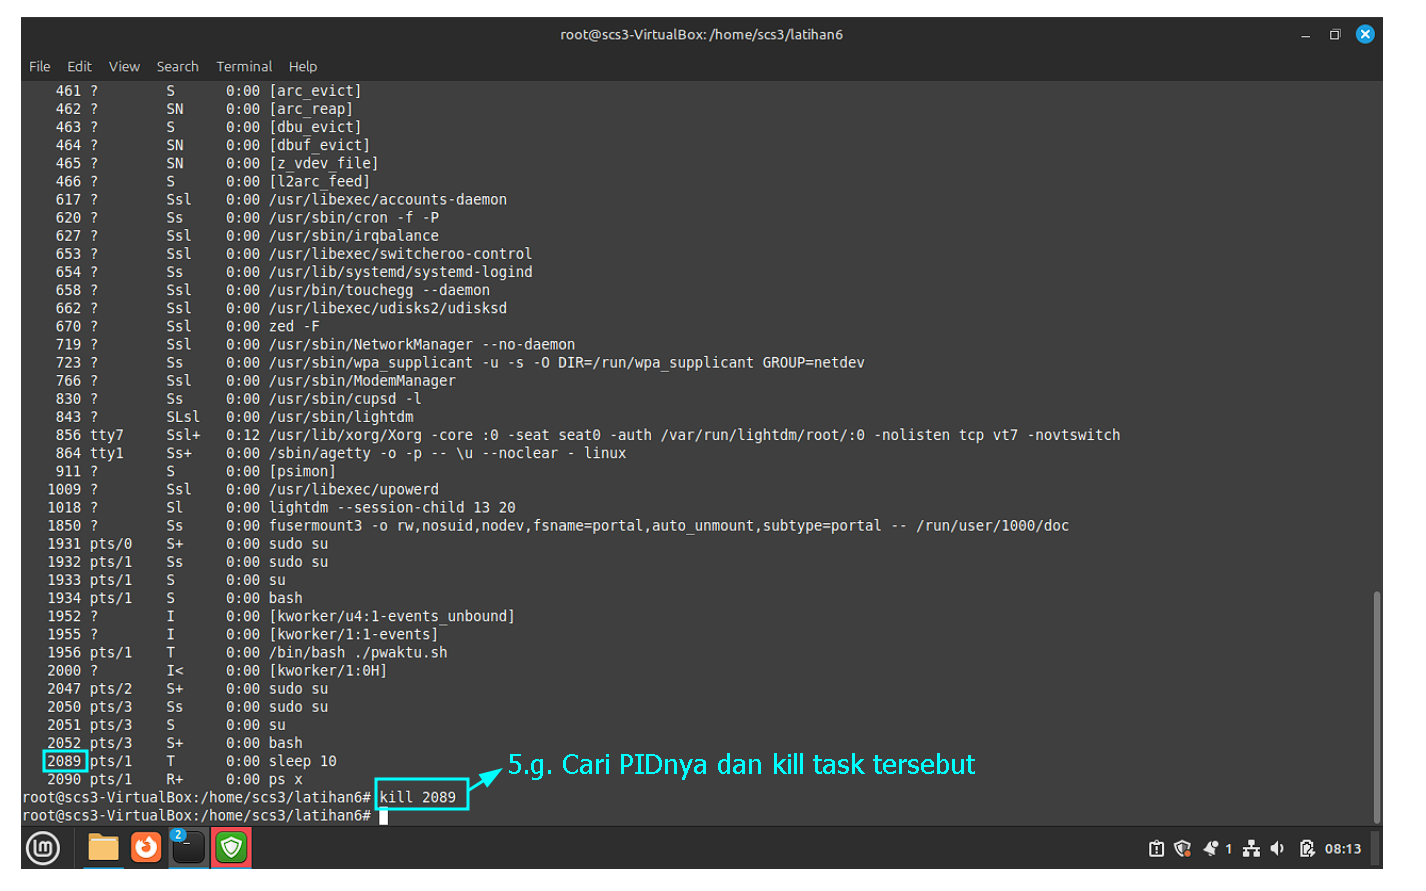 root@scs3-VirtualBox:/home/scs3/latihan6
File Edit View Search Terminal Help
461 ? S 0:00 [arc_evict]
462 ? SN 0:00 [arc_reap]
463 ? S 0:00 [dbu_evict]
464 ? SN 0:00 [dbuf_evict]
465 ? SN 0:00 [z_vdev_file]
466 ? S 0:00 [l2arc_feed]
617 ? Ssl 0:00 /usr/libexec/accounts-daemon
620 ? Ss 0:00 /usr/sbin/cron -f -P
627 ? Ssl 0:00 /usr/sbin/irqbalance
653 ? Ssl 0:00 /usr/libexec/switcheroo-control
654 ? Ss 0:00 /usr/lib/systemd/systemd-logind
658 ? Ssl 0:00 /usr/bin/touchegg --daemon
662 ? Ssl 0:00 /usr/libexec/udisks2/udisksd
670 ? Ssl 0:00 zed -F
719 ? Ssl 0:00 /usr/sbin/NetworkManager --no-daemon
723 ? Ss 0:00 /usr/sbin/wpa_supplicant -u -s -O DIR=/run/wpa_supplicant GROUP=netdev
766 ? Ssl 0:00 /usr/sbin/ModemManager
830 ? Ss 0:00 /usr/sbin/cupsd -l
843 ? SLsl 0:00 /usr/sbin/lightdm
856 tty7 Ssl+ 0:12 /usr/lib/xorg/Xorg -core :0 -seat seat0 -auth /var/run/lightdm/root/:0 -nolisten tcp vt7 -novtswitch
864 tty1 Ss+ 0:00 /sbin/agetty -o -p -- \u --noclear - linux
911 ? S 0:00 [psimon]
1009 ? Ssl 0:00 /usr/libexec/upowerd
1018 ? Sl 0:00 lightdm --session-child 13 20
1850 ? Ss 0:00 fusermount3 -o rw,nosuid,nodev,fsname=portal,auto_unmount,subtype=portal -- /run/user/1000/doc
1931 pts/0 S+ 0:00 sudo su
1932 pts/1 Ss 0:00 sudo su
1933 pts/1 S 0:00 su
1934 pts/1 S 0:00 bash
1952 ? I 0:00 [kworker/u4:1-events_unbound]
1955 ? I 0:00 [kworker/1:1-events]
1956 pts/1 T 0:00 /bin/bash ./pwaktu.sh
2000 ? I< 0:00 [kworker/1:0H]
2047 pts/2 S+ 0:00 sudo su
2050 pts/3 Ss 0:00 sudo su
2051 pts/3 S 0:00 su
2052 pts/3 S+ 0:00 bash
2089 pts/1 T 0:00 sleep 10
5.g. Cari PIDnya dan kill task tersebut
2090 pts/1 R+ 0:00 ps x
root@scs3-VirtualBox:/home/scs3/latihan6# kill 2089
root@scs3-VirtualBox:/home/scs3/latihan6#
2
1
08:13